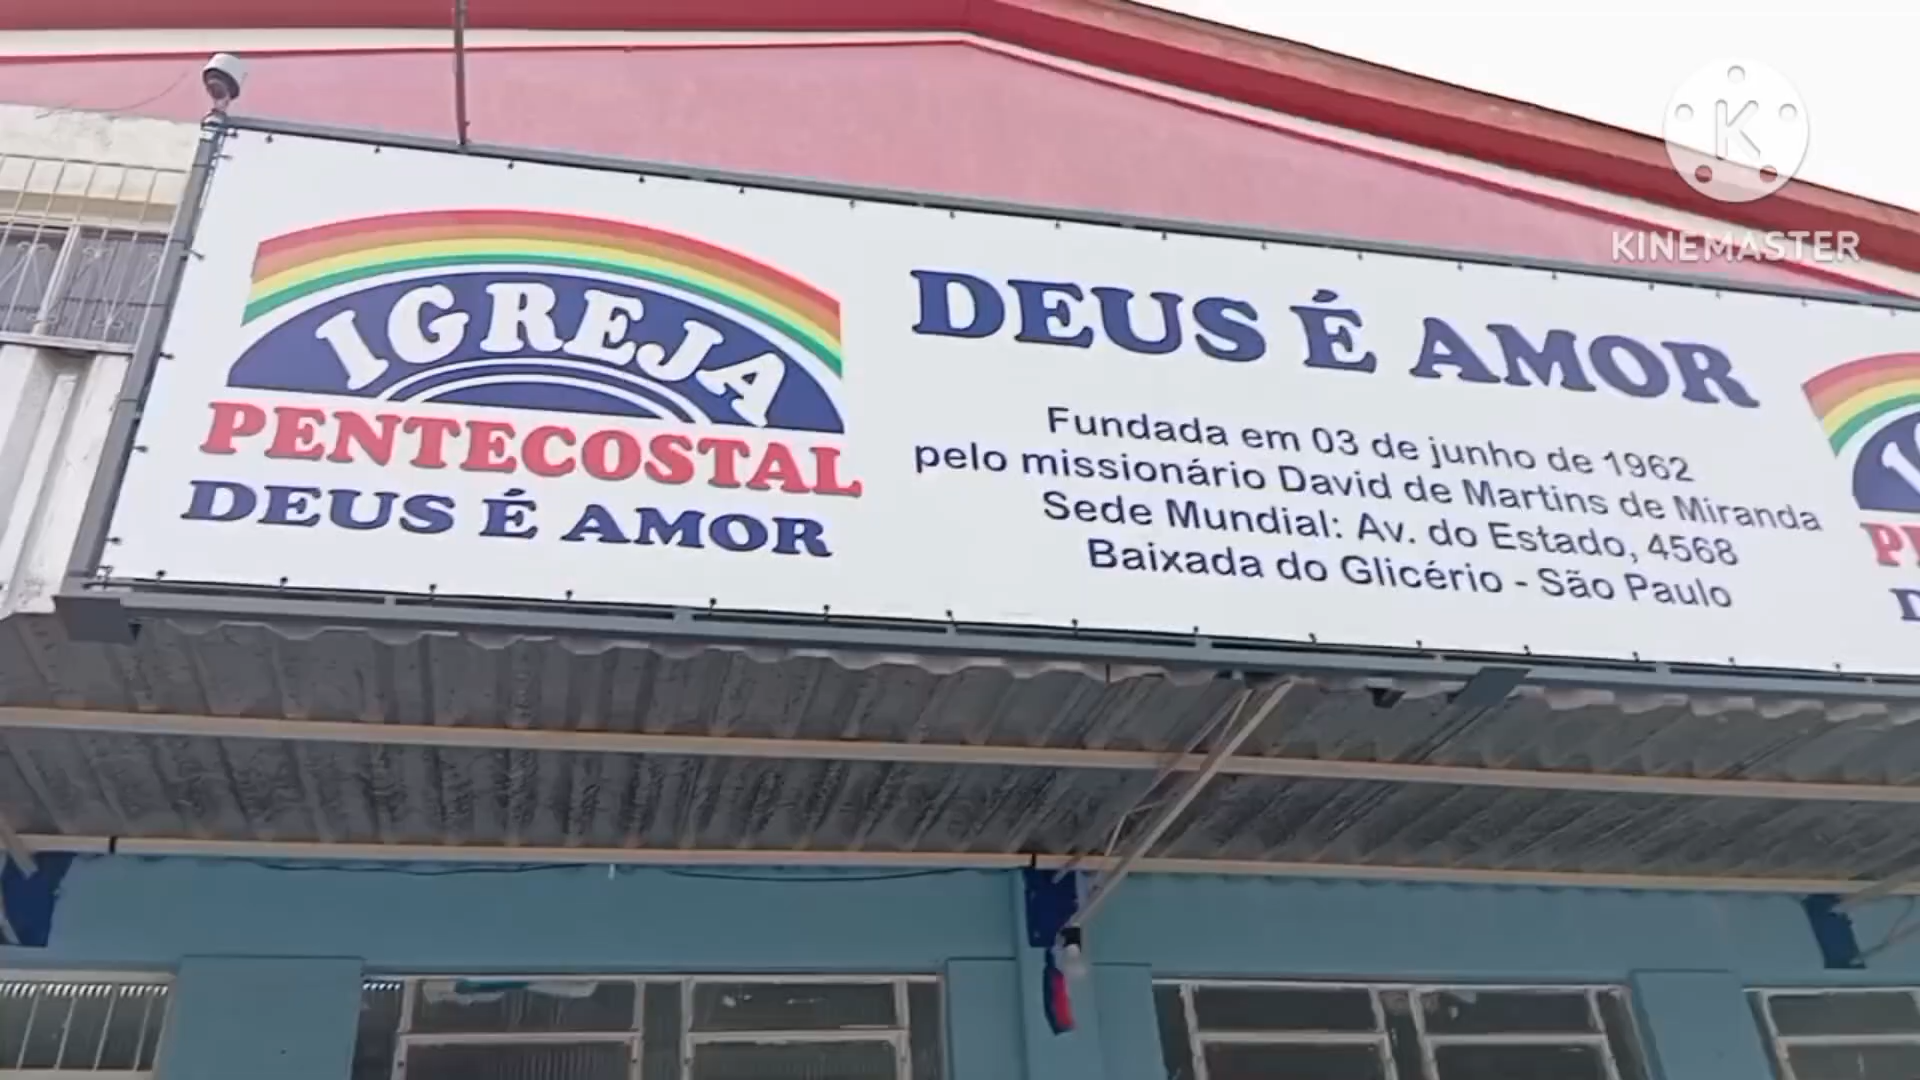 IGREJA
PENTECOSTAL
DEUS É AMOR
DEUS É AMOR
Fundada em 03 de junho de 1962
pelo missionário David de Martins de Miranda
Sede Mundial: Av. do Estado, 4568
Baixada do Glicério - São Paulo
K
KINEMASTER